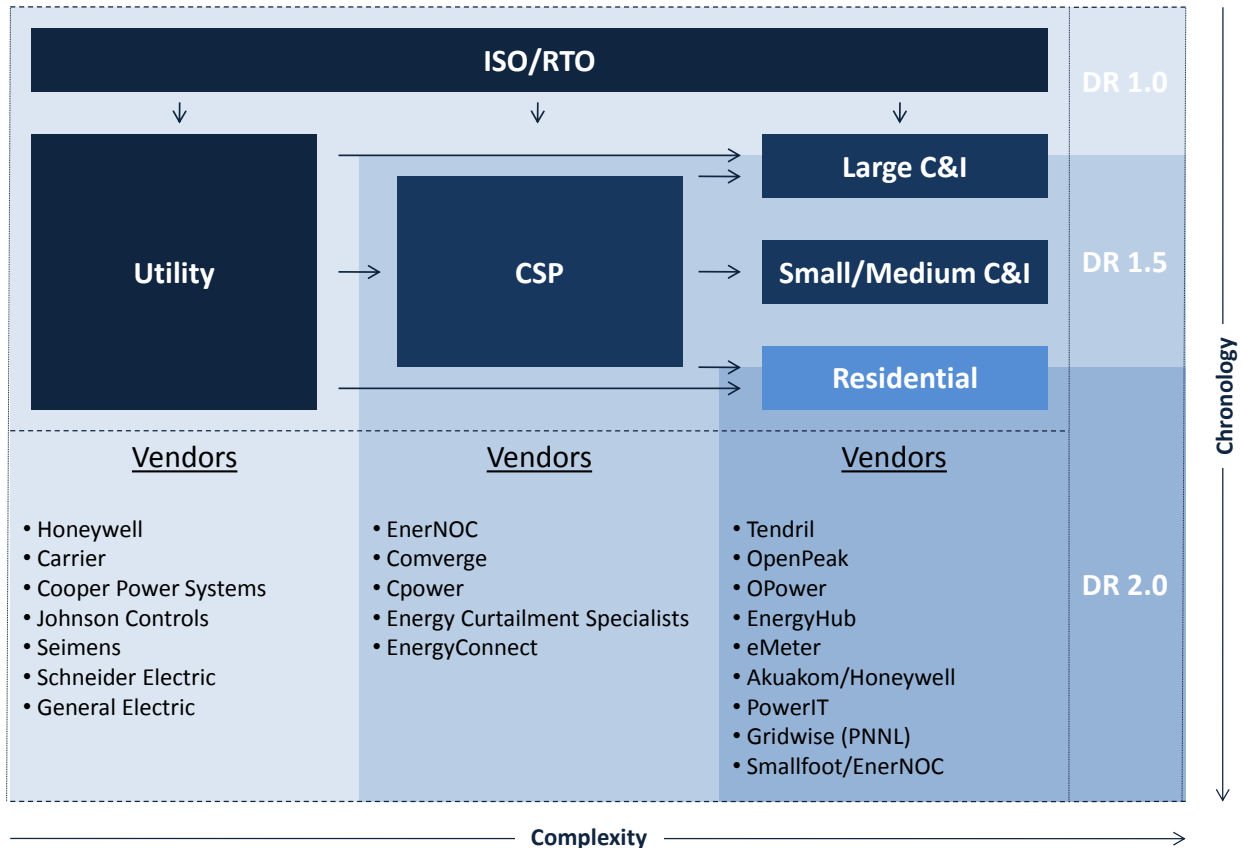 ISO/RTO
DR 1.0
Utility
CSP
Large C&I
Small/Medium C&I
Residential
DR 1.5
Chronology
Vendors
• Honeywell
• Carrier
• Cooper Power Systems
• Johnson Controls
• Seimens
• Schneider Electric
• General Electric
Vendors
• EnerNOC
• Comverge
• Cpower
• Energy Curtailment Specialists
• EnergyConnect
Vendors
• Tendril
• OpenPeak
• OPower
• EnergyHub
• eMeter
• Akuakom/Honeywell
• PowerIT
• Gridwise (PNNL)
• Smallfoot/EnerNOC
DR 2.0
Complexity